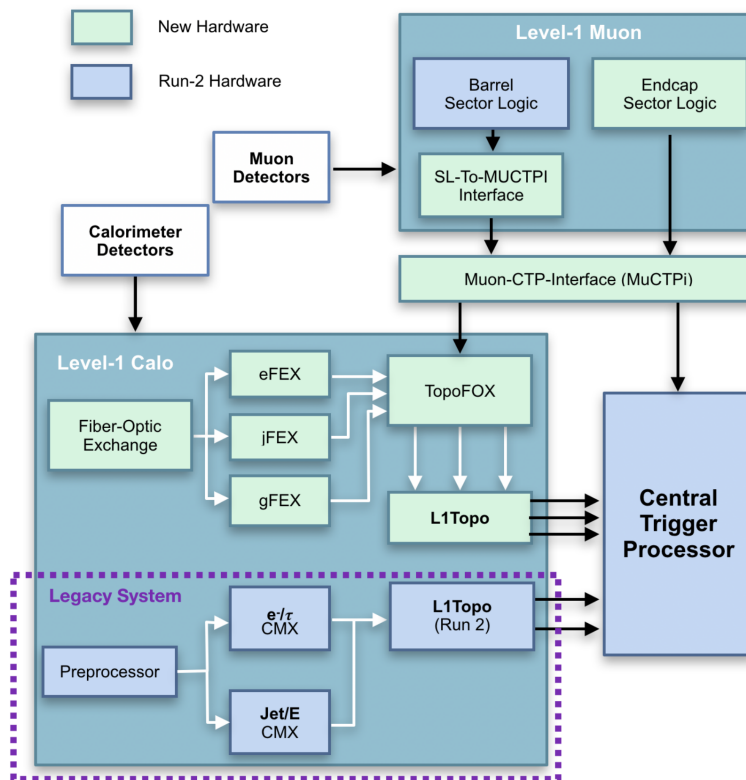 New Hardware
Run-2 Hardware
Level-1 Muon
Barrel
Sector Logic
Endcap
Sector Logic
Muon
Detectors
SL-To-MUCTPI
Interface
Calorimeter
Detectors
Muon-CTP-Interface (MuCTPi)
Level-1 Calo
eFEX
TopoFOX
Fiber-Optic
Exchange
jFEX
gFEX
L1Topo
Central
Trigger
Processor
Legacy System
e-/τ
CMX
L1Topo
(Run 2)
Preprocessor
Jet/E
CMX